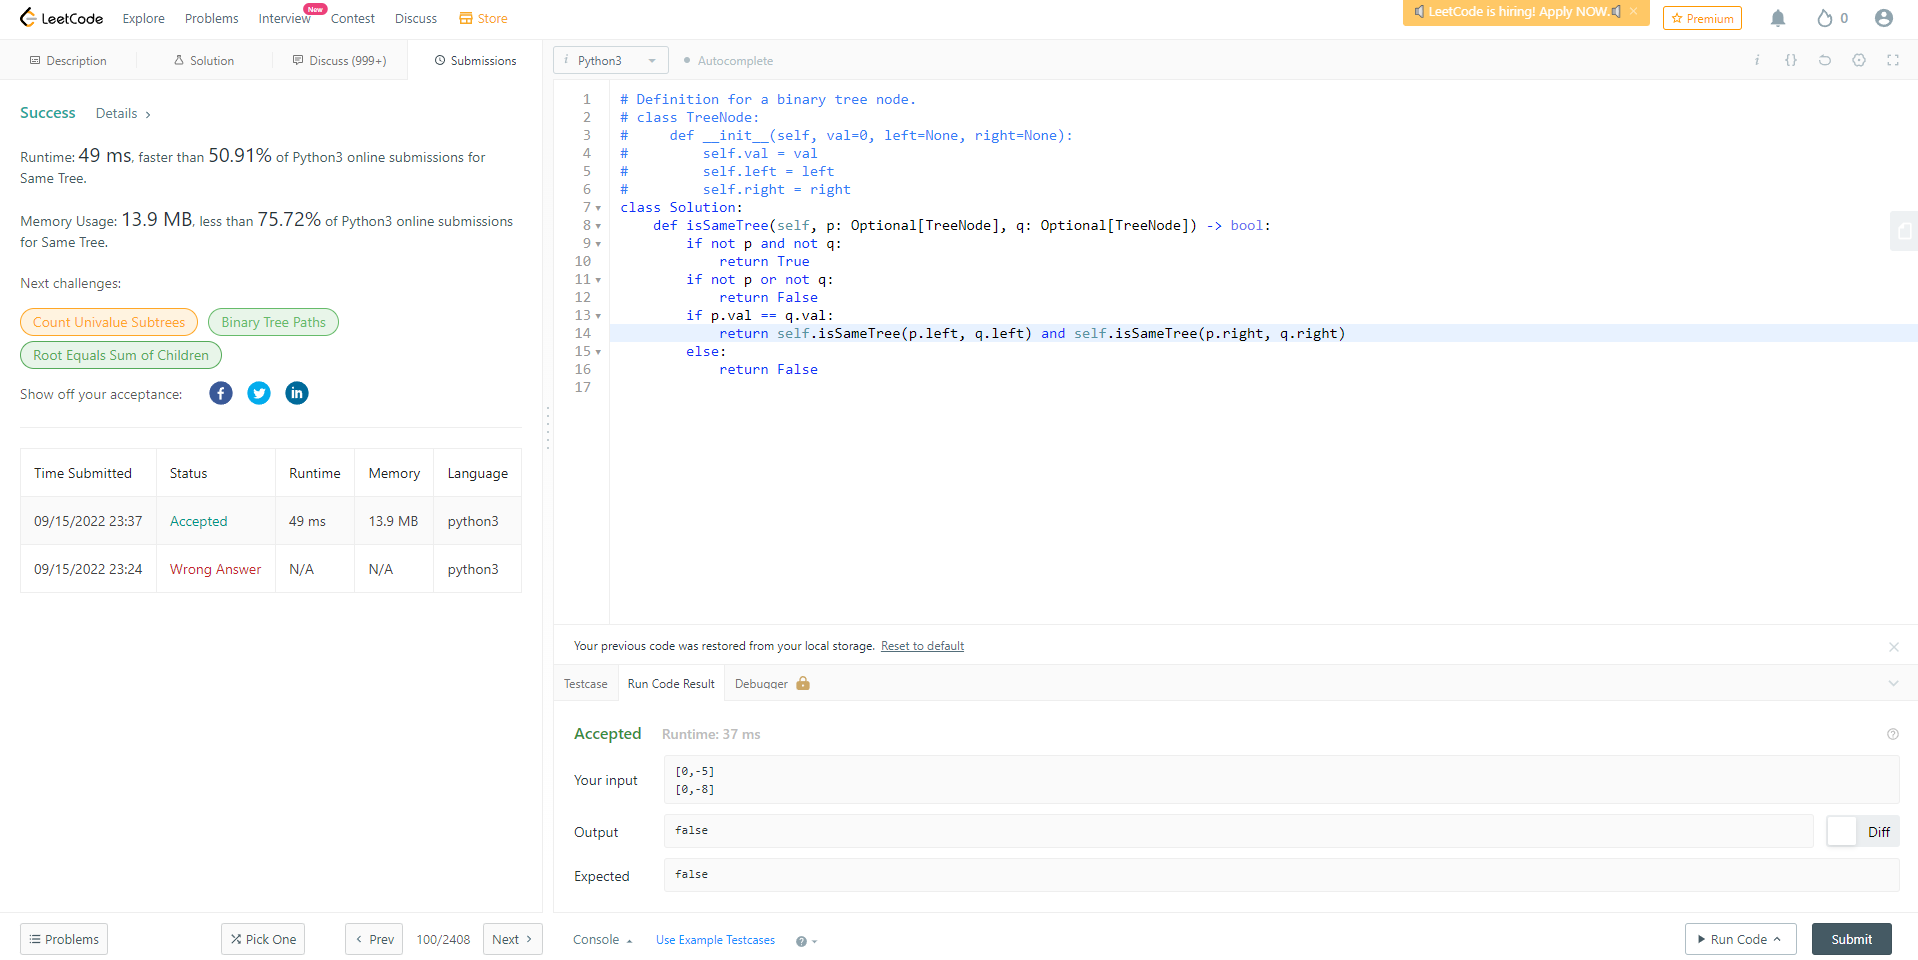 LeetCode Explore Problems Interview New Contest Discuss Store LeetCode is hiring! Apply NOW. × Premium 0
Description Solution Discuss (999+) Submissions
Success Details >
Runtime: 49 ms, faster than 50.91% of Python3 online submissions for
Same Tree.
Memory Usage: 13.9 MB, less than 75.72% of Python3 online submissions
for Same Tree.
Next challenges:
Count Univalue Subtrees Binary Tree Paths
Root Equals Sum of Children
Show off your acceptance: f in
Time Submitted Status Runtime Memory Language
09/15/2022 23:37 Accepted 49 ms 13.9 MB python3
09/15/2022 23:24 Wrong Answer N/A N/A python3
Problems Pick One < Prev 100/2408 Next >
i Python3 Autocomplete i {}
1 # Definition for a binary tree node.
2 # class TreeNode:
3 #     def __init__(self, val=0, left=None, right=None):
4 #         self.val = val
5 #         self.left = left
6 #         self.right = right
7 class Solution:
8     def isSameTree(self, p: Optional[TreeNode], q: Optional[TreeNode]) -> bool:
9         if not p and not q:
10             return True
11         if not p or not q:
12             return False
13         if p.val == q.val:
14             return self.isSameTree(p.left, q.left) and self.isSameTree(p.right, q.right)
15         else:
16             return False
17
Your previous code was restored from your local storage. Reset to default
Testcase Run Code Result Debugger
Accepted Runtime: 37 ms ?
Your input
[0,-5]
[0,-8]
Output false Diff
Expected false
Console Use Example Testcases ? Run Code Submit